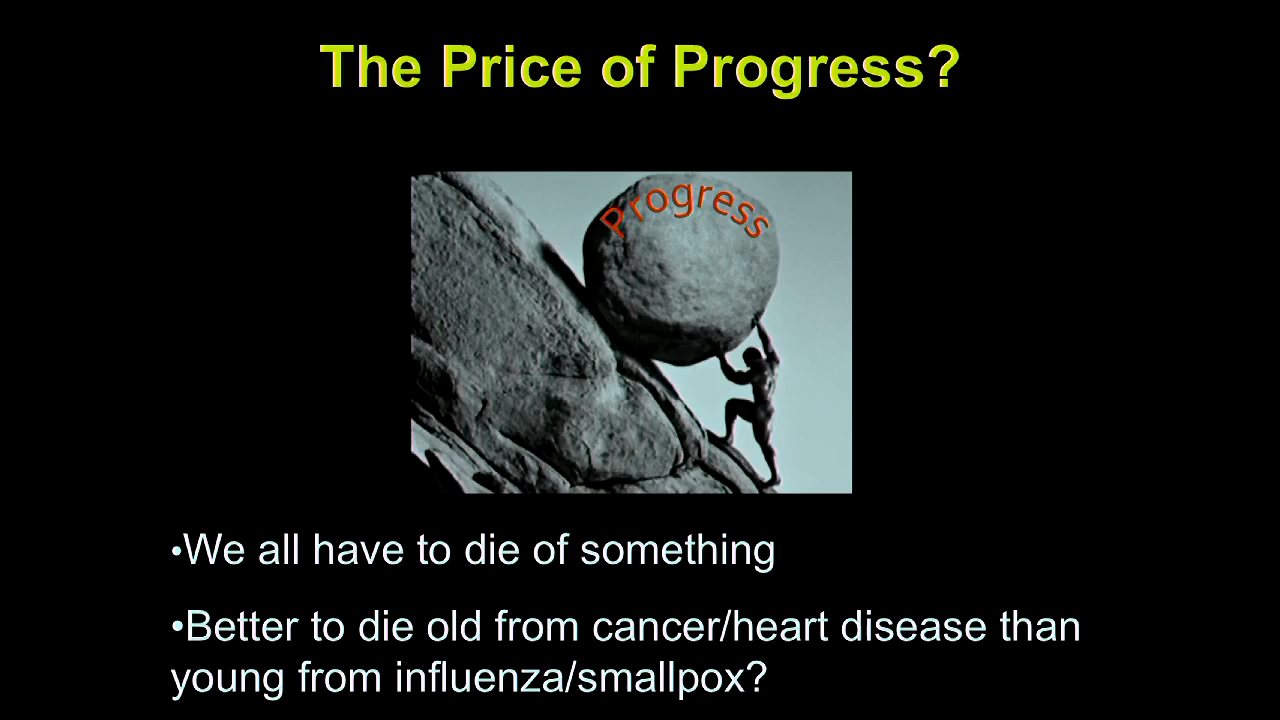 The Price of Progress?
Progress
•We all have to die of something
•Better to die old from cancer/heart disease than
young from influenza/smallpox?